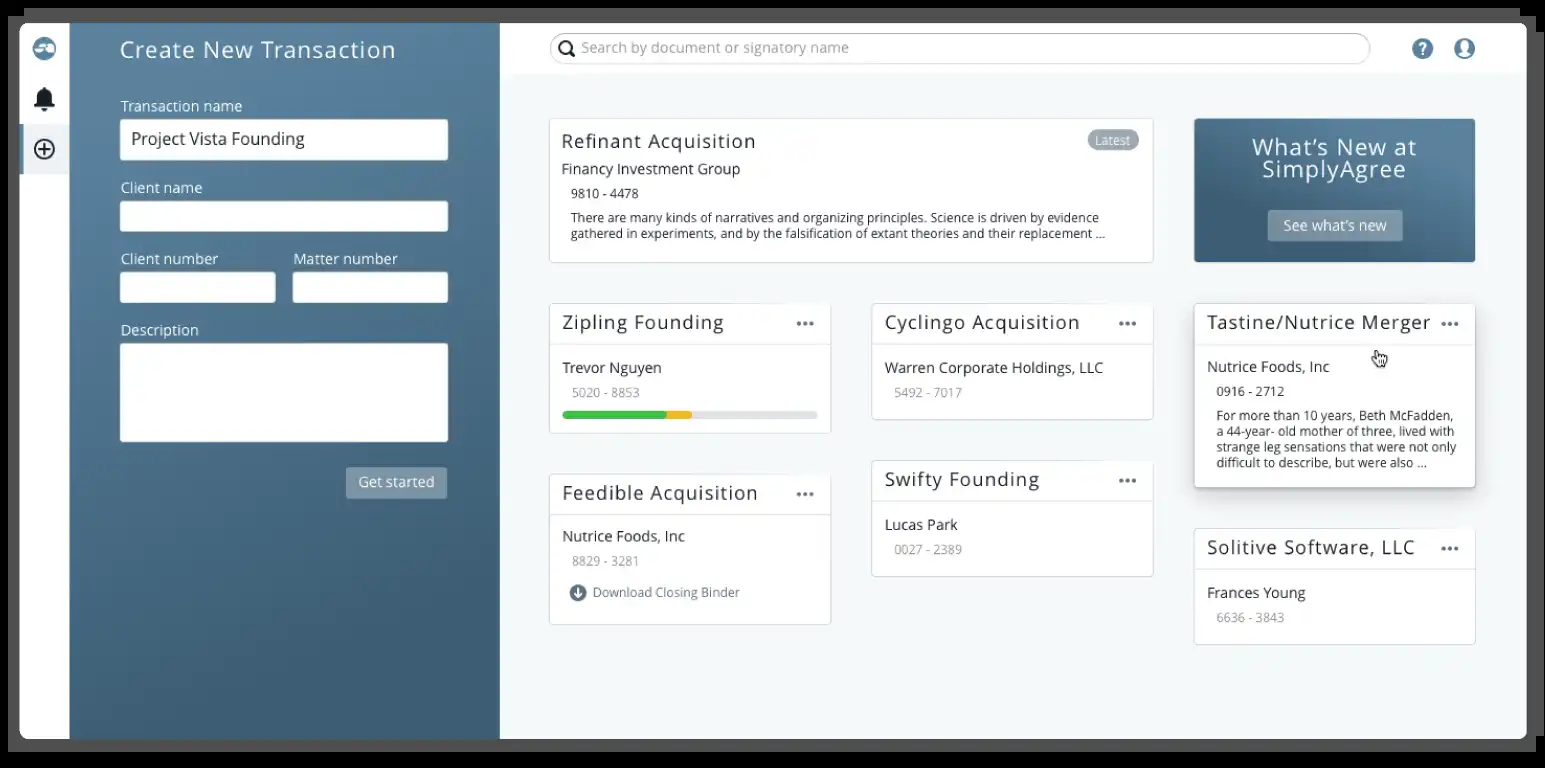 Create New Transaction
Transaction name
Project Vista Founding
Client name
Client number
Matter number
Description
Get started
Search by document or signatory name
?
Refinant Acquisition
Latest
Financy Investment Group
9810 - 4478
There are many kinds of narratives and organizing principles. Science is driven by evidence
gathered in experiments, and by the falsification of extant theories and their replacement ...
What's New at
SimplyAgree
See what's new
Zipling Founding
Trevor Nguyen
5020 - 8853
Cyclingo Acquisition
Warren Corporate Holdings, LLC
5492 - 7017
Tastine/Nutrice Merger
Nutrice Foods, Inc
0916 - 2712
For more than 10 years, Beth McFadden,
a 44-year- old mother of three, lived with
strange leg sensations that were not only
difficult to describe, but were also ...
Feedible Acquisition
Nutrice Foods, Inc
8829 - 3281
Download Closing Binder
Swifty Founding
Lucas Park
0027 - 2389
Solitive Software, LLC
Frances Young
6636 - 3843